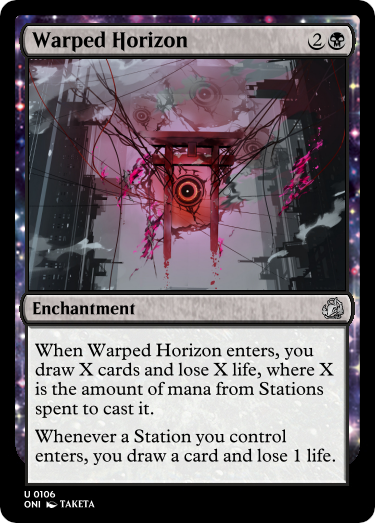 Warped Horizon 2
Enchantment
When Warped Horizon enters, you
draw X cards and lose X life, where X
is the amount of mana from Stations
spent to cast it.
Whenever a Station you control
enters, you draw a card and lose 1 life.
U 0106
ONI TAKETA